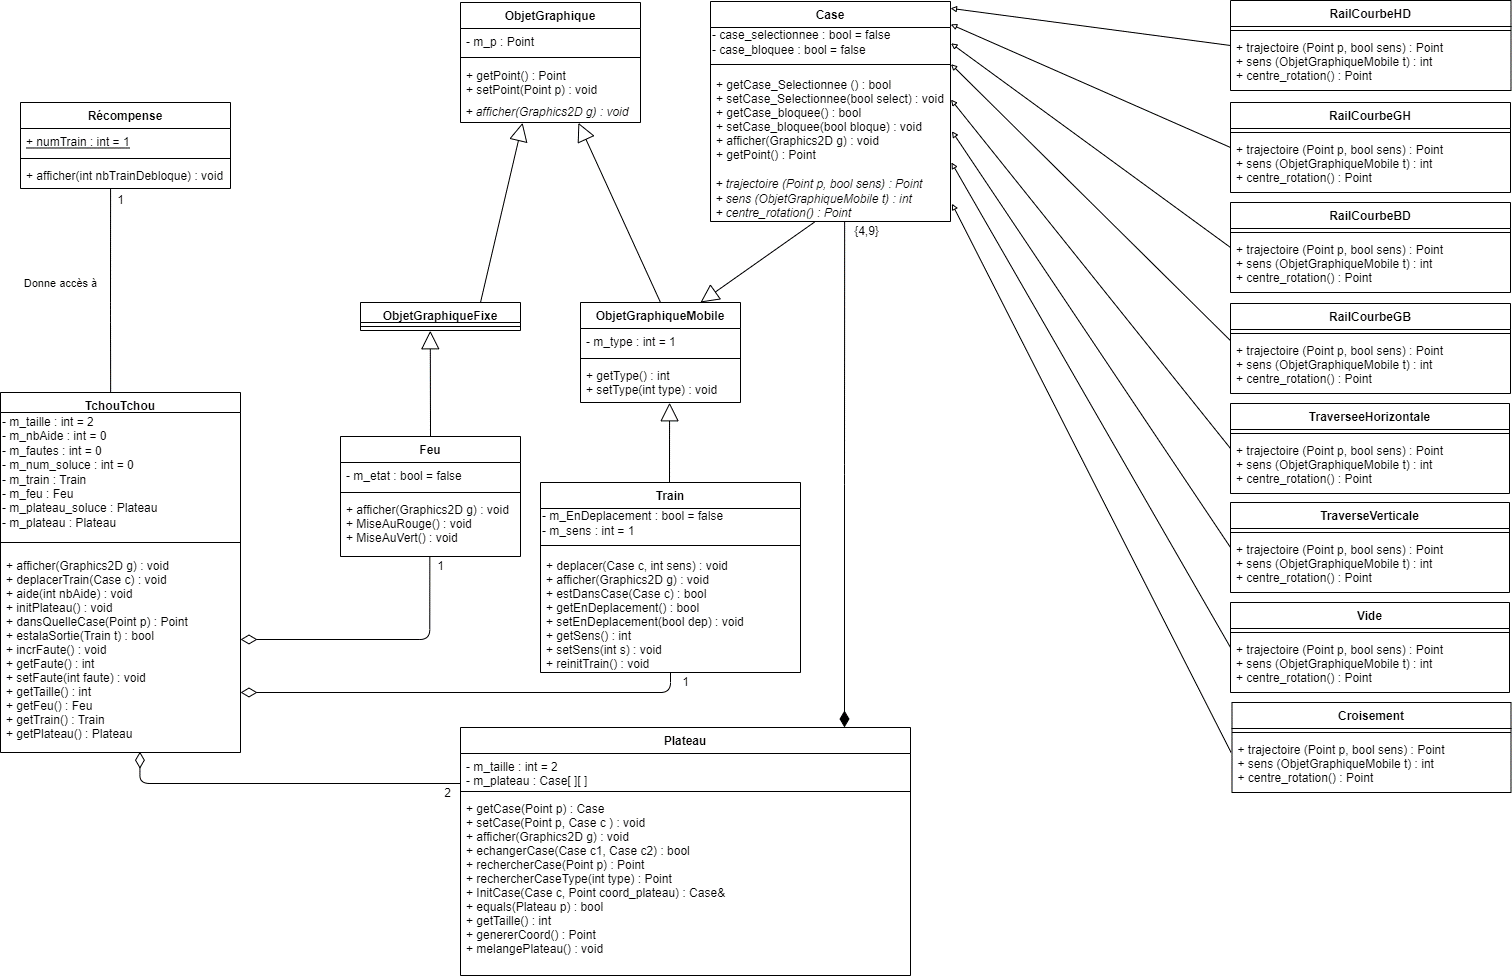 ObjetGraphique
- m_p : Point
+ getPoint() : Point
+ setPoint(Point p) : void
+ afficher(Graphics2D g) : void
Case
- case_selectionnee : bool = false
- case_bloquee : bool = false
+ getCase_Selectionnee () : bool
+ setCase_Selectionnee(bool select) : void
+ getCase_bloquee() : bool
+ setCase_bloquee(bool bloque) : void
+ afficher(Graphics2D g) : void
+ getPoint() : Point
+ trajectoire (Point p, bool sens) : Point
+ sens (ObjetGraphiqueMobile t) : int
+ centre_rotation() : Point
{4,9}
RailCourbeHD
+ trajectoire (Point p, bool sens) : Point
+ sens (ObjetGraphiqueMobile t) : int
+ centre_rotation() : Point
RailCourbeGH
+ trajectoire (Point p, bool sens) : Point
+ sens (ObjetGraphiqueMobile t) : int
+ centre_rotation() : Point
RailCourbeBD
+ trajectoire (Point p, bool sens) : Point
+ sens (ObjetGraphiqueMobile t) : int
+ centre_rotation() : Point
RailCourbeGB
+ trajectoire (Point p, bool sens) : Point
+ sens (ObjetGraphiqueMobile t) : int
+ centre_rotation() : Point
TraverseeHorizontale
+ trajectoire (Point p, bool sens) : Point
+ sens (ObjetGraphiqueMobile t) : int
+ centre_rotation() : Point
TraverseVerticale
+ trajectoire (Point p, bool sens) : Point
+ sens (ObjetGraphiqueMobile t) : int
+ centre_rotation() : Point
Vide
+ trajectoire (Point p, bool sens) : Point
+ sens (ObjetGraphiqueMobile t) : int
+ centre_rotation() : Point
Croisement
+ trajectoire (Point p, bool sens) : Point
+ sens (ObjetGraphiqueMobile t) : int
+ centre_rotation() : Point
Récompense
+ numTrain : int = 1
+ afficher(int nbTrainDebloque) : void
1
Donne accès à
ObjetGraphiqueFixe
ObjetGraphiqueMobile
- m_type : int = 1
+ getType() : int
+ setType(int type) : void
TchouTchou
- m_taille : int = 2
- m_nbAide : int = 0
- m_fautes : int = 0
- m_num_soluce : int = 0
- m_train : Train
- m_feu : Feu
- m_plateau_soluce : Plateau
- m_plateau : Plateau
+ afficher(Graphics2D g) : void
+ deplacerTrain(Case c) : void
+ aide(int nbAide) : void
+ initPlateau() : void
+ dansQuelleCase(Point p) : Point
+ estalaSortie(Train t) : bool
+ incrFaute() : void
+ getFaute() : int
+ setFaute(int faute) : void
+ getTaille() : int
+ getFeu() : Feu
+ getTrain() : Train
+ getPlateau() : Plateau
Feu
- m_etat : bool = false
+ afficher(Graphics2D g) : void
+ MiseAuRouge() : void
+ MiseAuVert() : void
1
Train
- m_EnDeplacement : bool = false
- m_sens : int = 1
+ deplacer(Case c, int sens) : void
+ afficher(Graphics2D g) : void
+ estDansCase(Case c) : bool
+ getEnDeplacement() : bool
+ setEnDeplacement(bool dep) : void
+ getSens() : int
+ setSens(int s) : void
+ reinitTrain() : void
1
2
Plateau
- m_taille : int = 2
- m_plateau : Case[ ][ ]
+ getCase(Point p) : Case
+ setCase(Point p, Case c ) : void
+ afficher(Graphics2D g) : void
+ echangerCase(Case c1, Case c2) : bool
+ rechercherCase(Point p) : Point
+ rechercherCaseType(int type) : Point
+ InitCase(Case c, Point coord_plateau) : Case&
+ equals(Plateau p) : bool
+ getTaille() : int
+ genererCoord() : Point
+ melangePlateau() : void